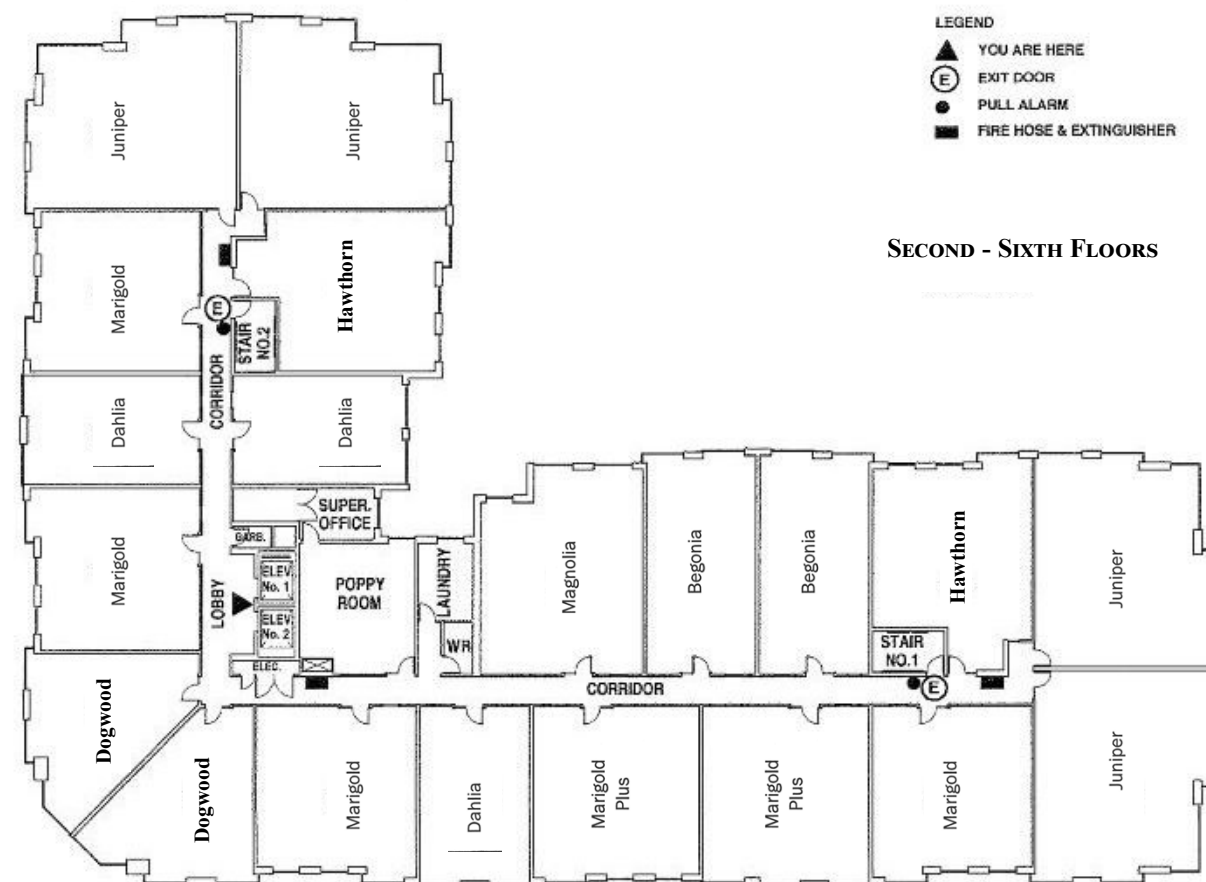 LEGEND
YOU ARE HERE
E EXIT DOOR
PULL ALARM
FIRE HOSE & EXTINGUISHER
SECOND - SIXTH FLOORS
Juniper
Juniper
Marigold
Hawthorn
E
STAIR
NO.2
CORRIDOR
Dahlia
Dahlia
Marigold
SUPER.
OFFICE
GARB.
ELEV
No. 1
ELEV
No. 2
LOBBY
POPPY
ROOM
LAUNDRY
WR
ELEC.
Magnolia
Begonia
Begonia
Hawthorn
Juniper
STAIR
NO.1
E
CORRIDOR
Dogwood
Dogwood
Marigold
Dahlia
Marigold
Plus
Marigold
Plus
Marigold
Juniper